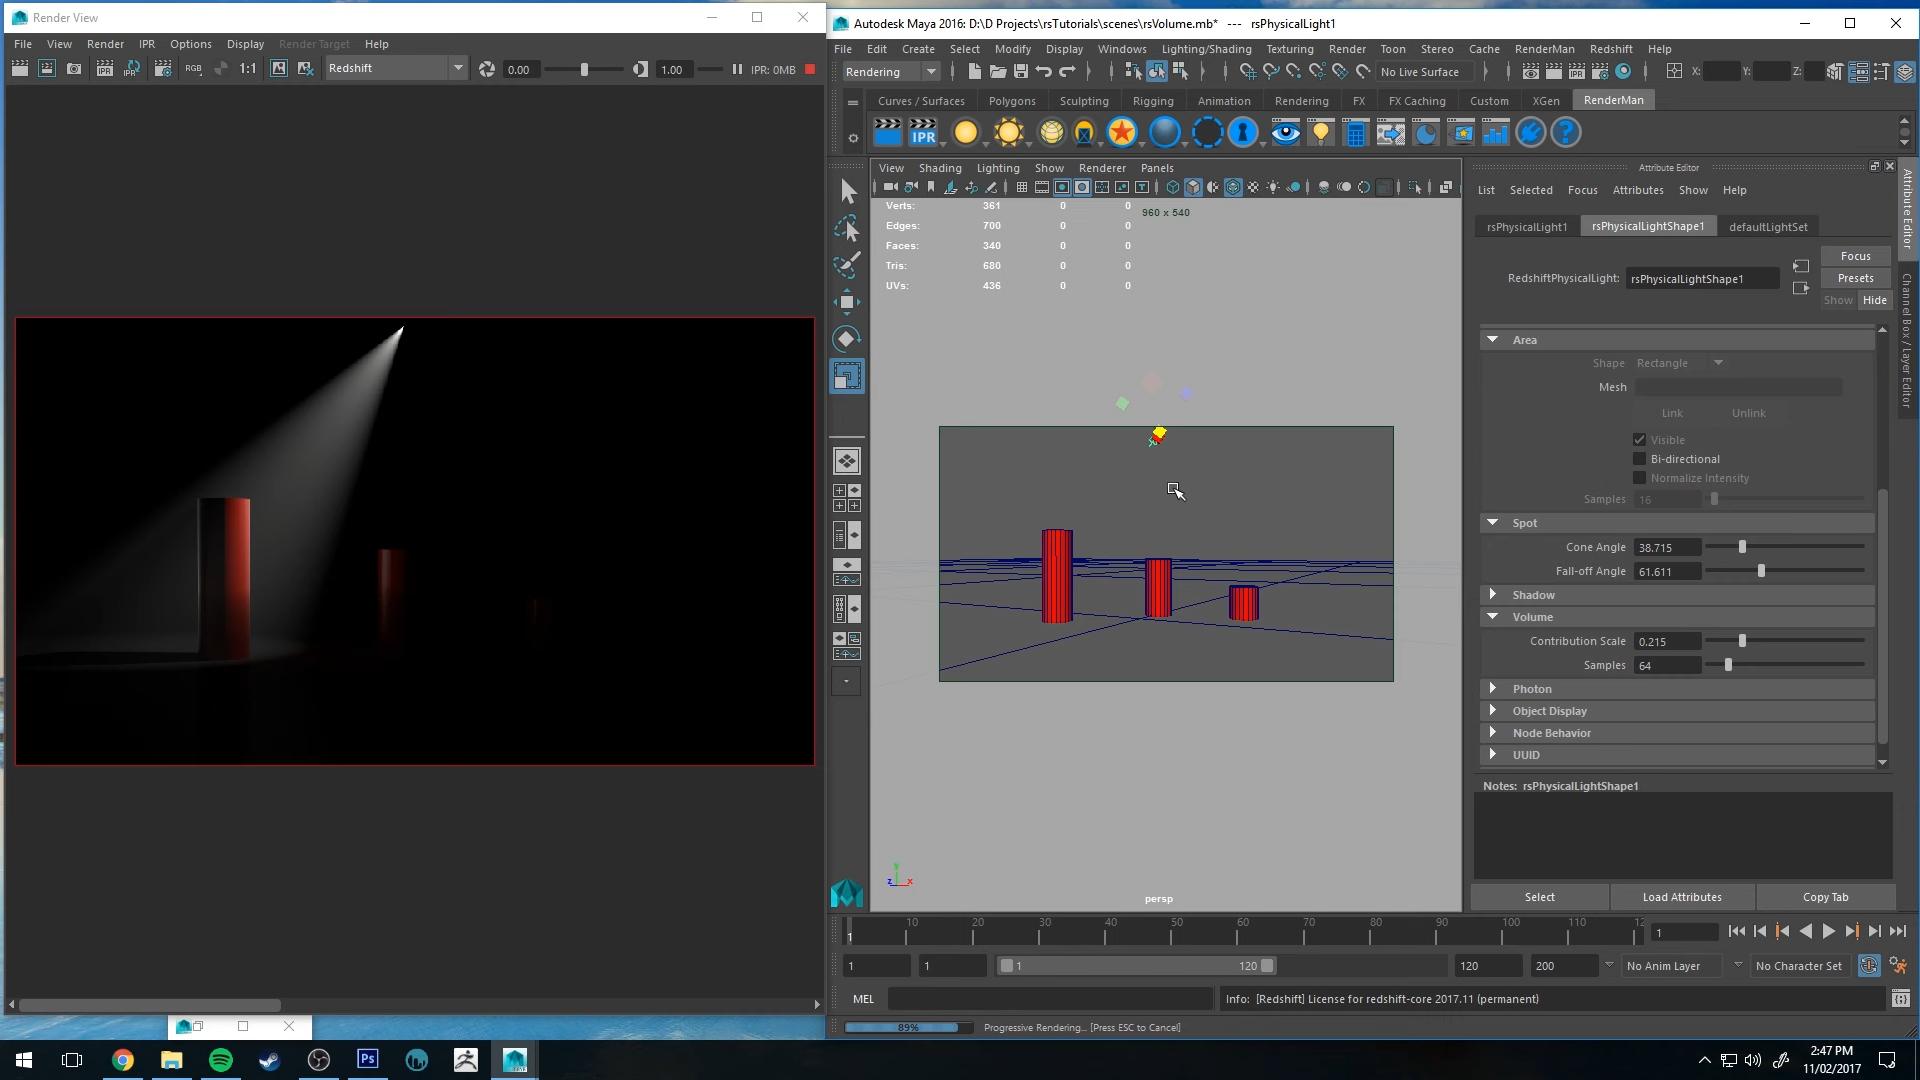 Render View
File Edit View Render IPR Options Display Render Target Help
IPR RGB 1:1 Redshift 0.00 1.00 IPR: 0MB
Autodesk Maya 2016: D:\D Projects\rsTutorials\scenes\rsVolume.mb* --- rsPhysicalLight1
File Edit Create Select Modify Display Windows Lighting/Shading Texturing Render Toon Stereo Cache RenderMan Redshift Help
Rendering No Live Surface X: Y: Z:
Curves / Surfaces Polygons Sculpting Rigging Animation Rendering FX FX Caching Custom XGen RenderMan
IPR
View Shading Lighting Show Renderer Panels
Verts: 361 0 0
Edges: 700 0 0
Faces: 340 0 0
Tris: 680 0 0
UVs: 436 0 0
960 x 540
persp
Attribute Editor
List Selected Focus Attributes Show Help
rsPhysicalLight1 rsPhysicalLightShape1 defaultLightSet
RedshiftPhysicalLight: rsPhysicalLightShape1
Focus
Presets
Show Hide
Area
Shape Rectangle
Mesh
Link Unlink
Visible
Bi-directional
Normalize Intensity
Samples 16
Spot
Cone Angle 38.715
Fall-off Angle 61.611
Shadow
Volume
Contribution Scale 0.215
Samples 64
Photon
Object Display
Node Behavior
UUID
Notes: rsPhysicalLightShape1
Select Load Attributes Copy Tab
Attribute Editor
Channel Box / Layer Editor
1 10 20 30 40 50 60 70 80 90 100 110 12 1
1 1 1 120 120 200 No Anim Layer No Character Set
MEL Info: [Redshift] License for redshift-core 2017.11 (permanent)
89% Progressive Rendering... [Press ESC to Cancel]
Ps
2:47 PM
11/02/2017